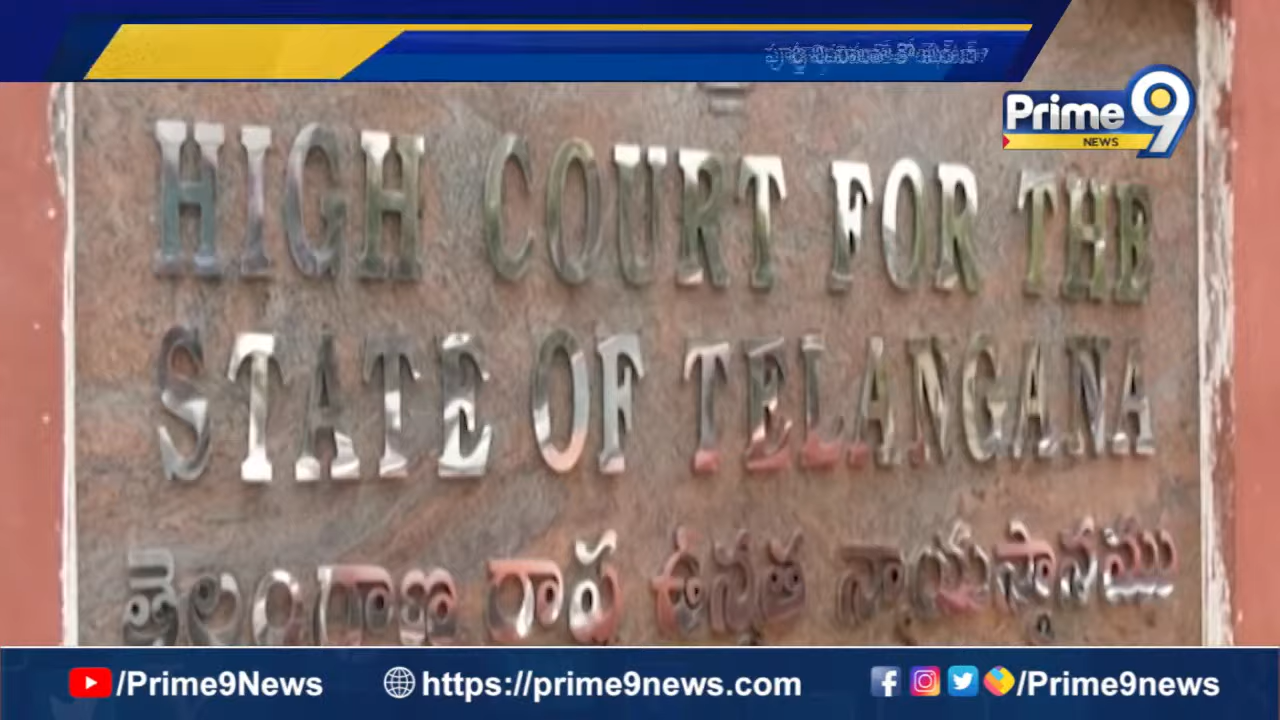 Prime9
NEWS
HIGH COURT FOR THE
STATE OF TELANGANA
తెలంగాణ రాష్ట్ర ఉన్నత న్యాయస్థానము
/Prime9News https://prime9news.com /Prime9news